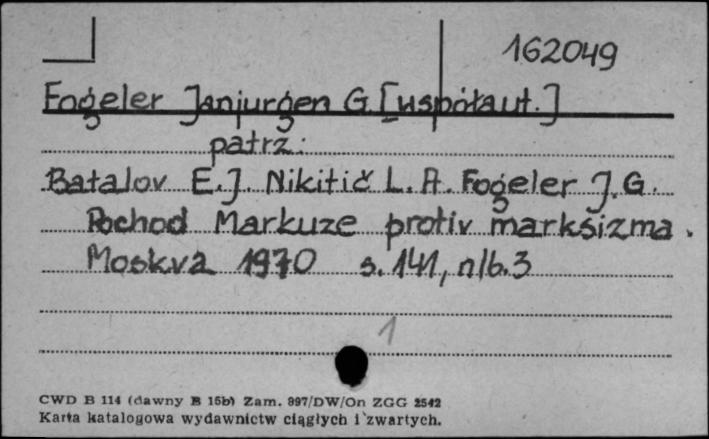 162049
Fogeler Janjurgen G. [uspółaut.]
patrz:
Batalov E.J. Nikitič L.A. Fogeler J.G.
Pochod Markuze protiv marksizma.
Moskva 1970 s. 141, nlb. 3
1
CWD B 114 (dawny B 15b) Zam. 997/DW/On ZGG 2542
Karta katalogowa wydawnictw ciągłych i zwartych.